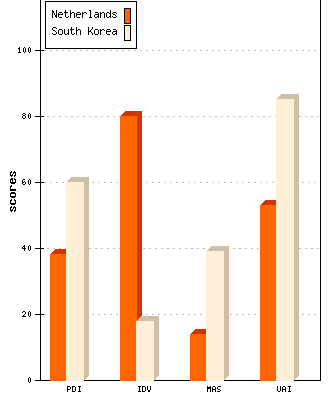 Netherlands
South Korea
100
80
60
40
20
0
scores
PDI IDV MAS UAI